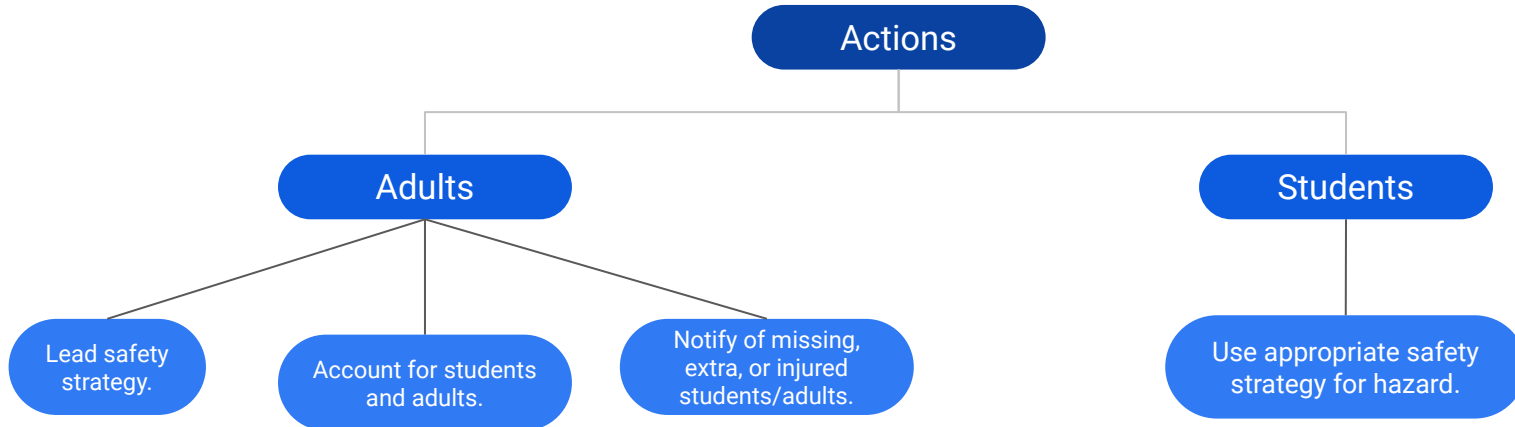 Actions
Adults
Students
Lead safety
strategy.
Account for students
and adults.
Notify of missing,
extra, or injured
students/adults.
Use appropriate safety
strategy for hazard.